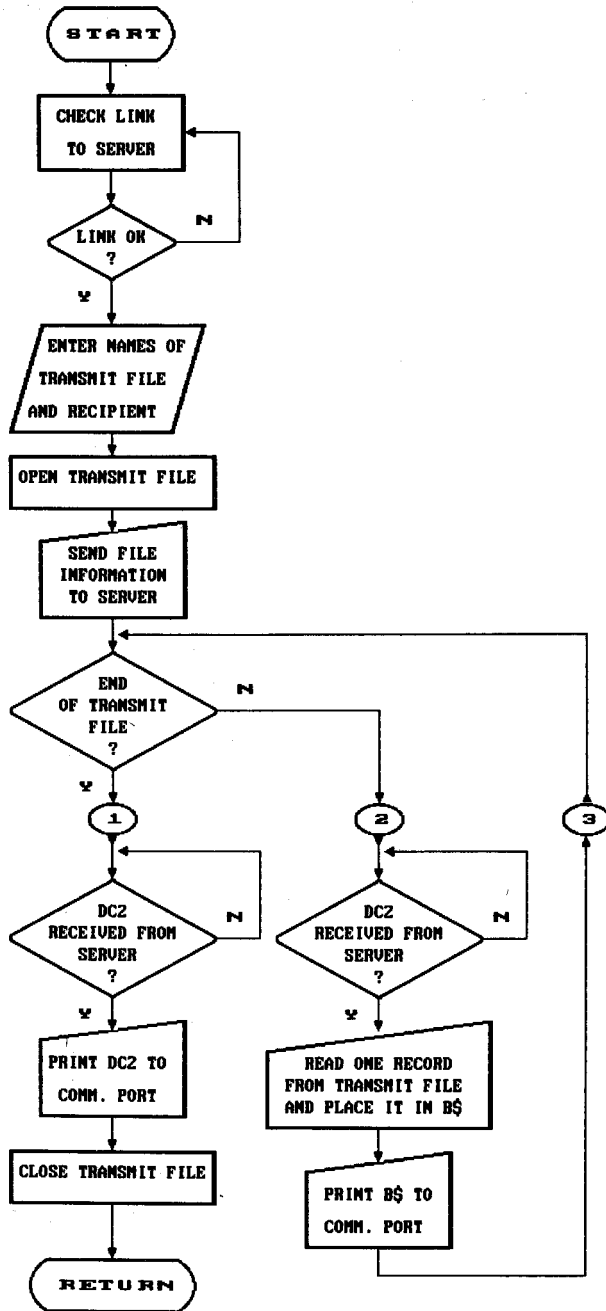 START
CHECK LINK
TO SERVER
N
LINK OK
?
Y
ENTER NAMES OF
TRANSMIT FILE
AND RECIPIENT
OPEN TRANSMIT FILE
SEND FILE
INFORMATION
TO SERVER
END
OF TRANSMIT
FILE
?
N
Y
1
2
3
DC2
RECEIVED FROM
SERVER
?
N
Y
DC2
RECEIVED FROM
SERVER
?
N
Y
PRINT DC2 TO
COMM. PORT
READ ONE RECORD
FROM TRANSMIT FILE
AND PLACE IT IN B$
CLOSE TRANSMIT FILE
PRINT B$ TO
COMM. PORT
RETURN